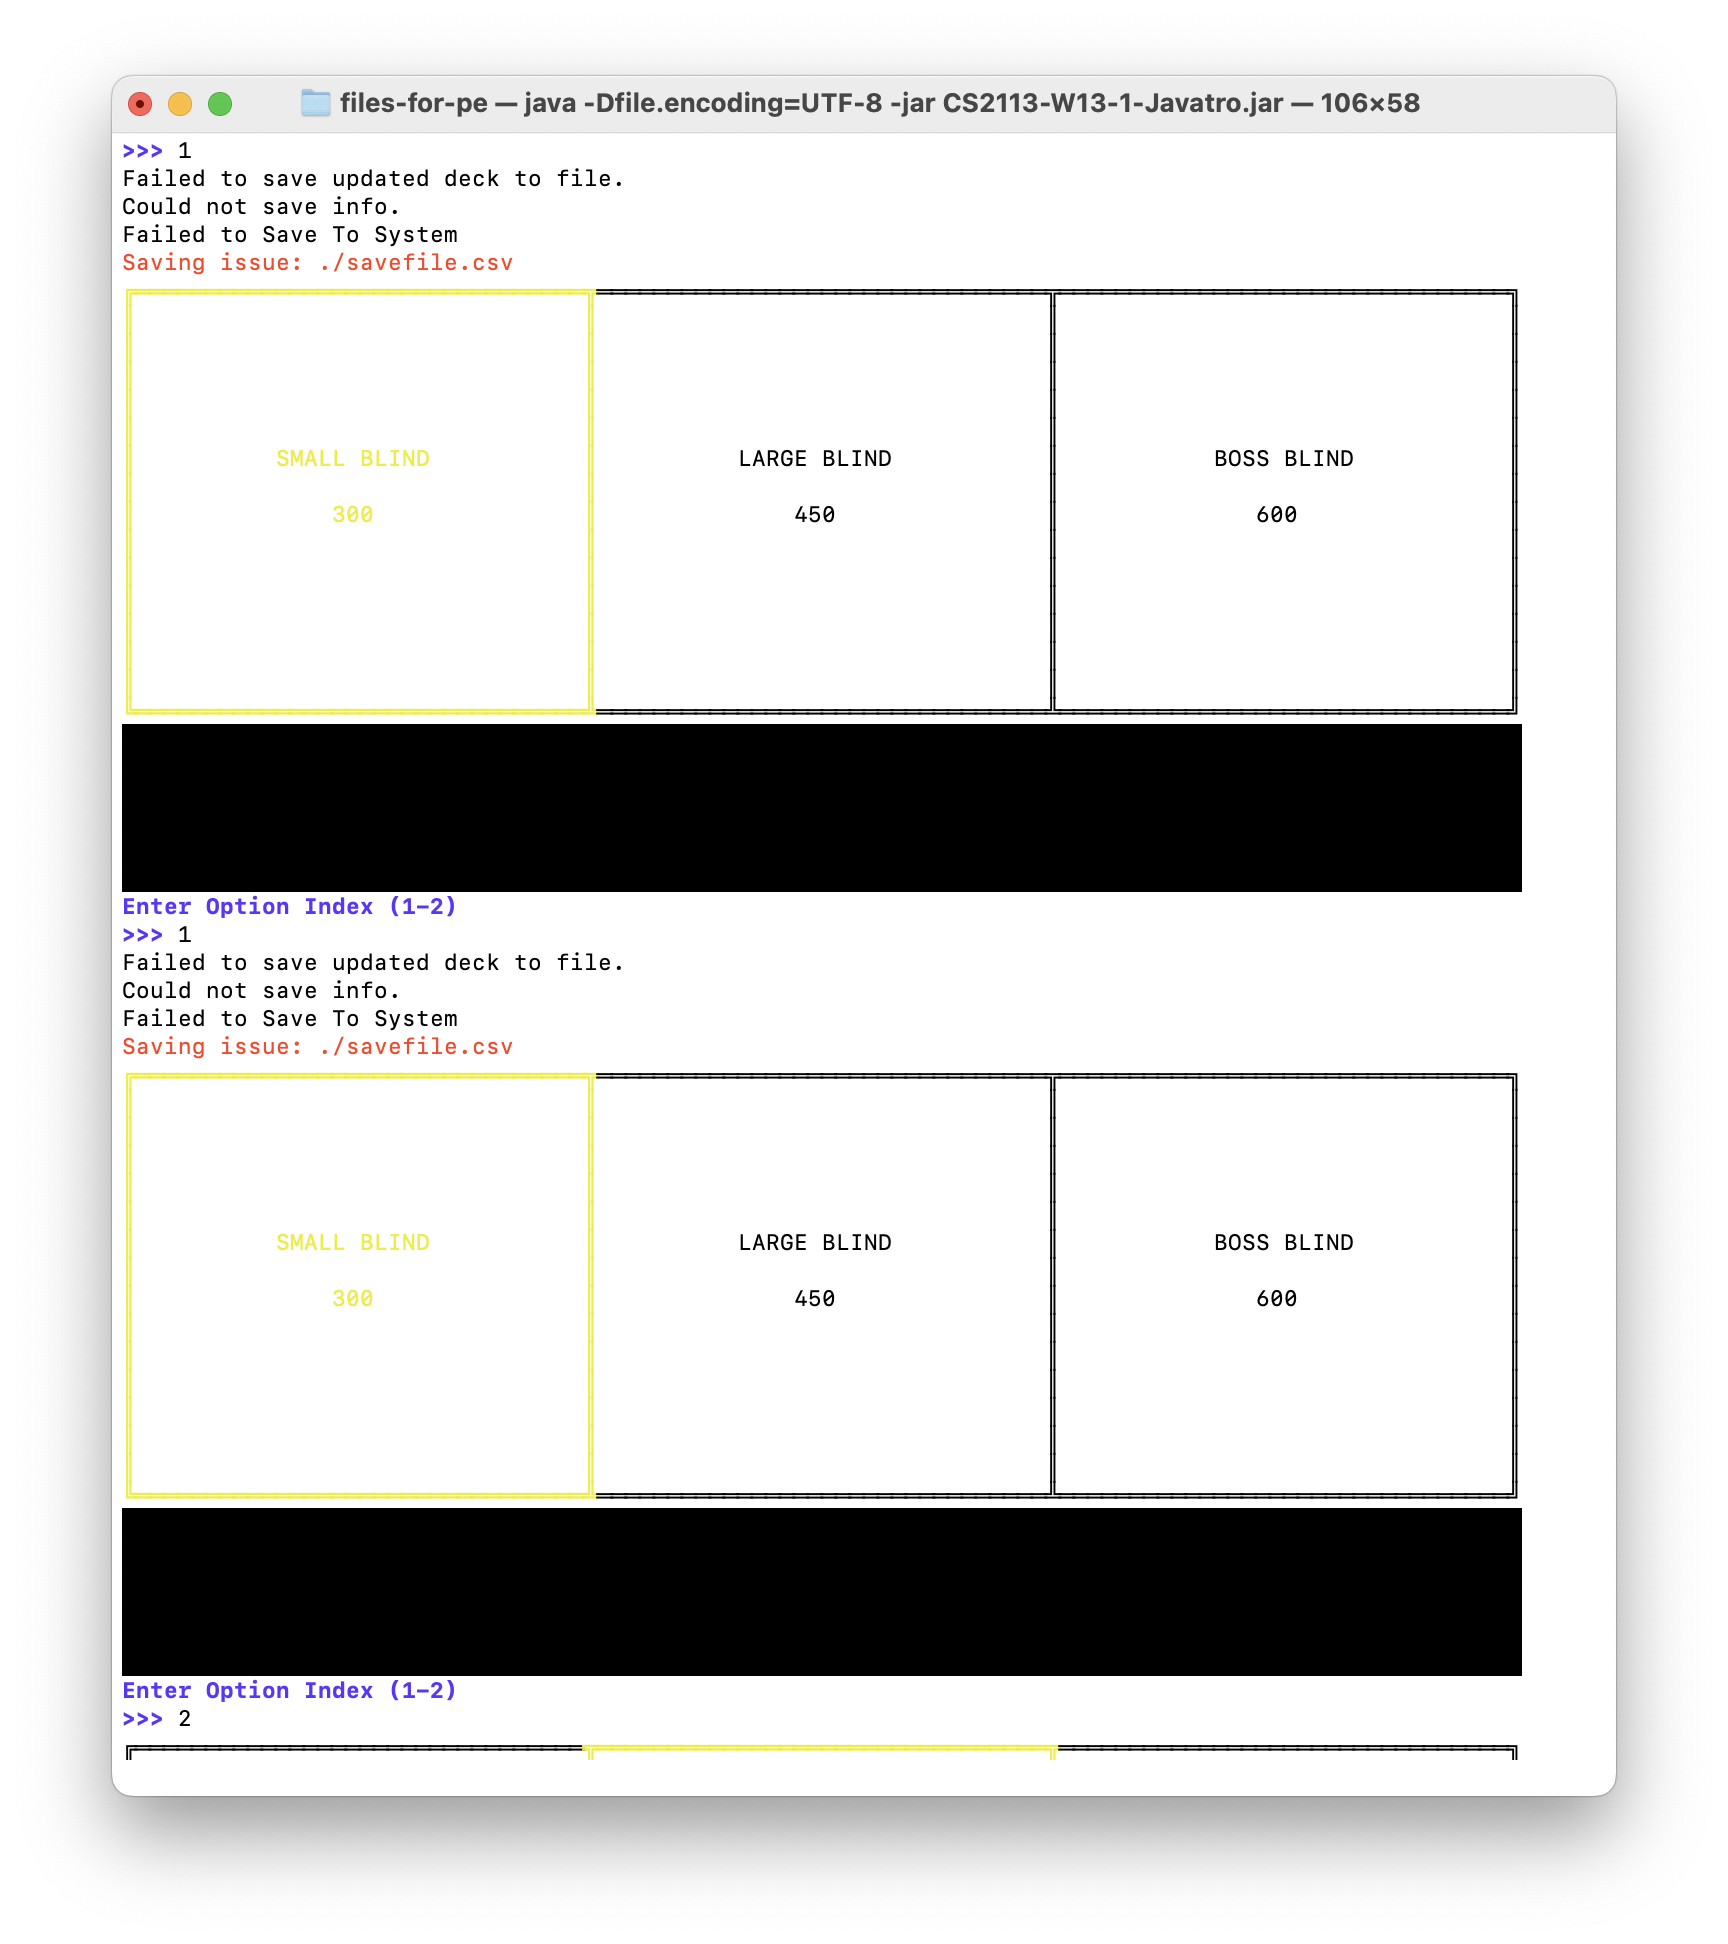 files-for-pe — java -Dfile.encoding=UTF-8 -jar CS2113-W13-1-Javatro.jar — 106×58
>>> 1
Failed to save updated deck to file.
Could not save info.
Failed to Save To System
Saving issue: ./savefile.csv
SMALL BLIND LARGE BLIND BOSS BLIND
300 450 600
Enter Option Index (1-2)
>>> 1
Failed to save updated deck to file.
Could not save info.
Failed to Save To System
Saving issue: ./savefile.csv
SMALL BLIND LARGE BLIND BOSS BLIND
300 450 600
Enter Option Index (1-2)
>>> 2